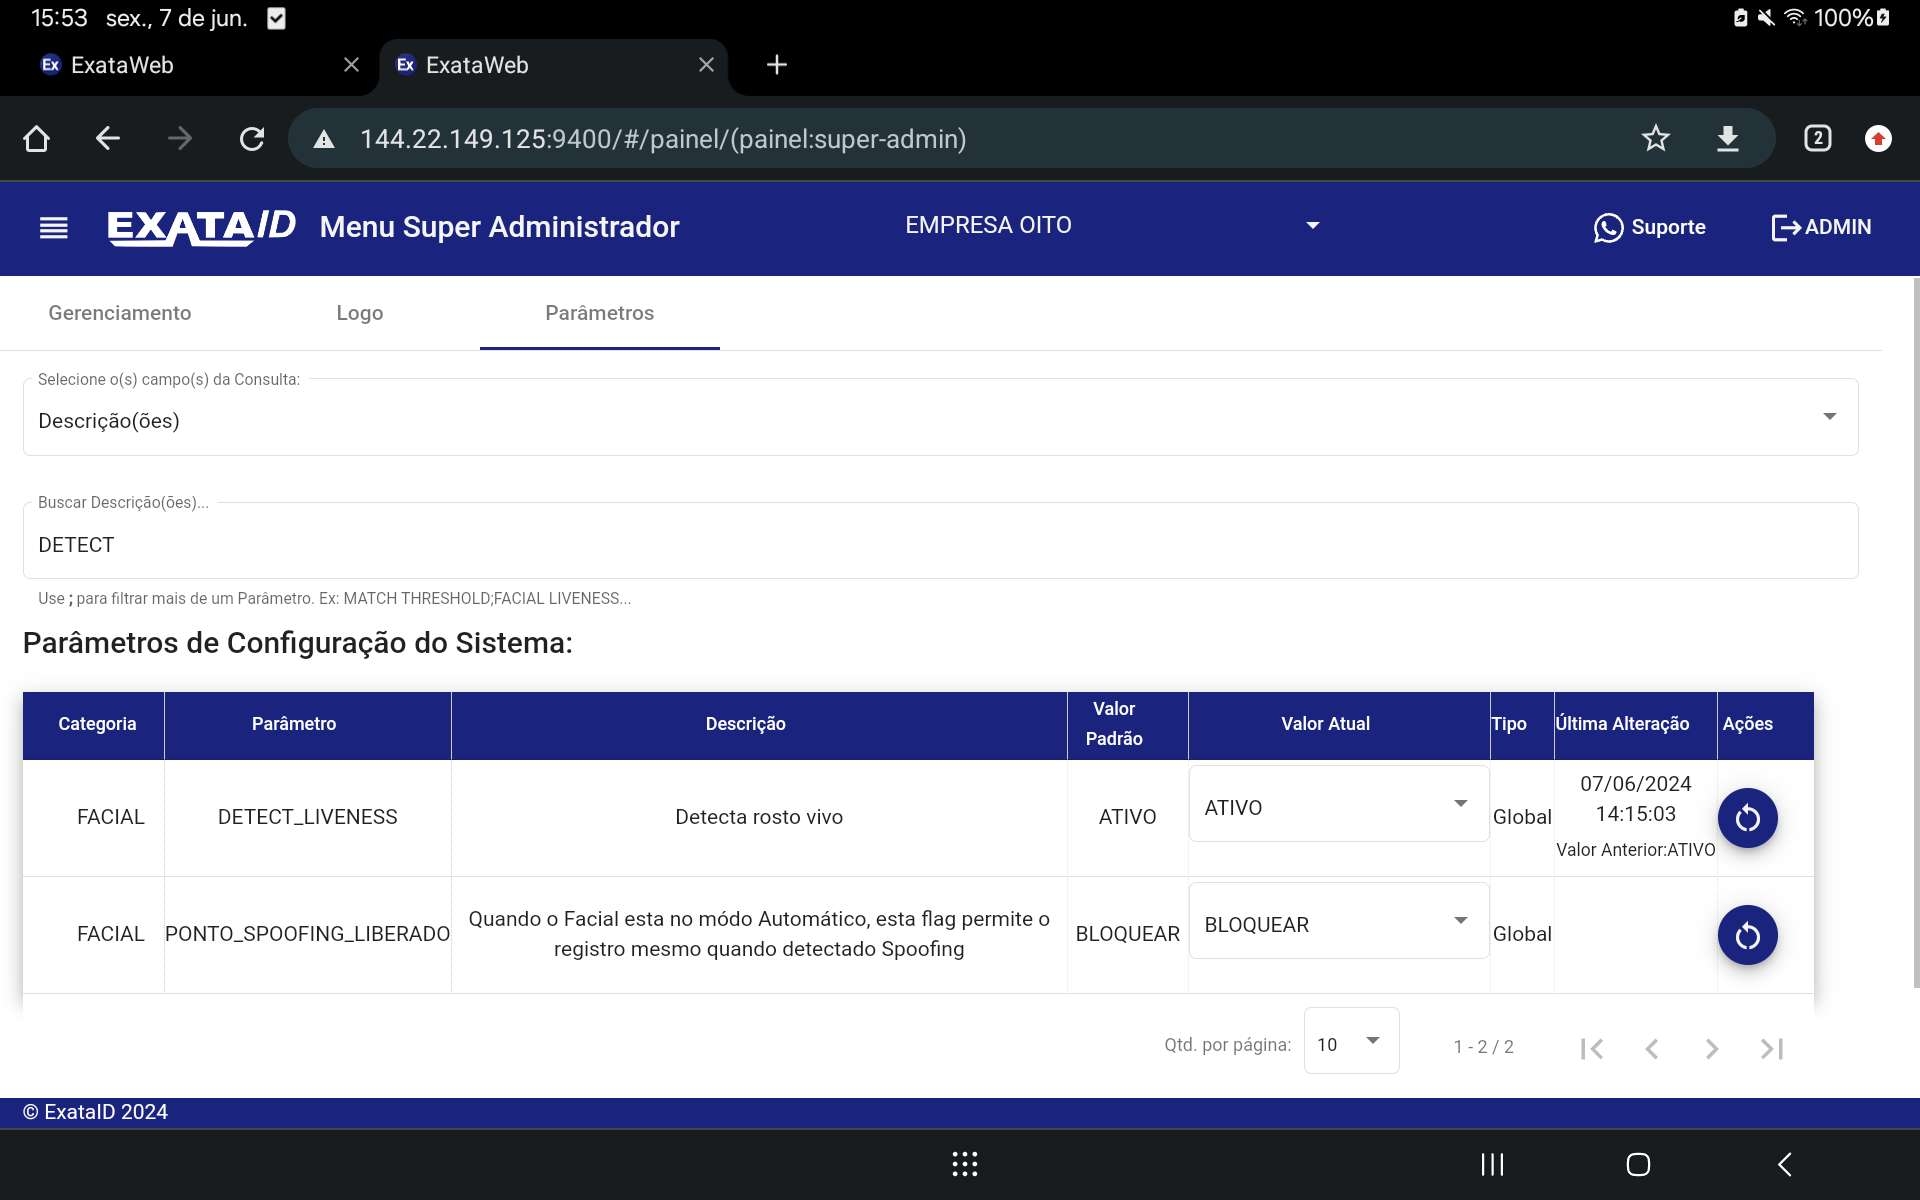 15:53 sex., 7 de jun.
100%
Ex ExataWeb
Ex ExataWeb
144.22.149.125:9400/#/painel/(painel:super-admin)
2
EXATAID Menu Super Administrador
EMPRESA OITO
Suporte
ADMIN
Gerenciamento
Logo
Parâmetros
Selecione o(s) campo(s) da Consulta:
Descrição(ões)
Buscar Descrição(ões)...
DETECT
Use ; para filtrar mais de um Parâmetro. Ex: MATCH THRESHOLD;FACIAL LIVENESS...
Parâmetros de Configuração do Sistema:
Categoria
Parâmetro
Descrição
Valor
Padrão
Valor Atual
Tipo
Última Alteração
Ações
FACIAL
DETECT_LIVENESS
Detecta rosto vivo
ATIVO
ATIVO
Global
07/06/2024
14:15:03
Valor Anterior:ATIVO
FACIAL
PONTO_SPOOFING_LIBERADO
Quando o Facial esta no módo Automático, esta flag permite o
registro mesmo quando detectado Spoofing
BLOQUEAR
BLOQUEAR
Global
Qtd. por página:
10
1 - 2 / 2
© ExataID 2024